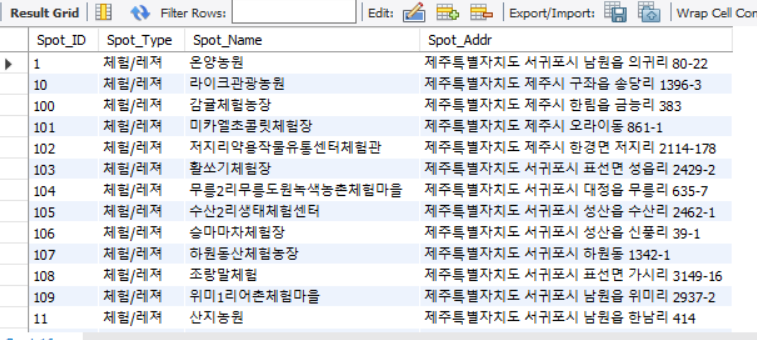 Result Grid Filter Rows: Edit: Export/Import: Wrap Cell Con
Spot_ID Spot_Type Spot_Name Spot_Addr
1 체험/레져 온양농원 제주특별자치도 서귀포시 남원읍 의귀리 80-22
10 체험/레져 라이크관광농원 제주특별자치도 제주시 구좌읍 송당리 1396-3
100 체험/레져 감귤체험농장 제주특별자치도 제주시 한림읍 금능리 383
101 체험/레져 미카엘초콜릿체험장 제주특별자치도 제주시 오라이동 861-1
102 체험/레져 저지리약용작물유통센터체험관 제주특별자치도 제주시 한경면 저지리 2114-178
103 체험/레져 활쏘기체험장 제주특별자치도 서귀포시 표선면 성읍리 2429-2
104 체험/레져 무릉2리무릉도원녹색농촌체험마을 제주특별자치도 서귀포시 대정읍 무릉리 635-7
105 체험/레져 수산2리생태체험센터 제주특별자치도 서귀포시 성산읍 수산리 2462-1
106 체험/레져 승마마차체험장 제주특별자치도 서귀포시 성산읍 신풍리 39-1
107 체험/레져 하원동산체험농장 제주특별자치도 서귀포시 하원동 1342-1
108 체험/레져 조랑말체험 제주특별자치도 서귀포시 표선면 가시리 3149-16
109 체험/레져 위미1리어촌체험마을 제주특별자치도 서귀포시 남원읍 위미리 2937-2
11 체험/레져 산지농원 제주특별자치도 서귀포시 남원읍 한남리 414